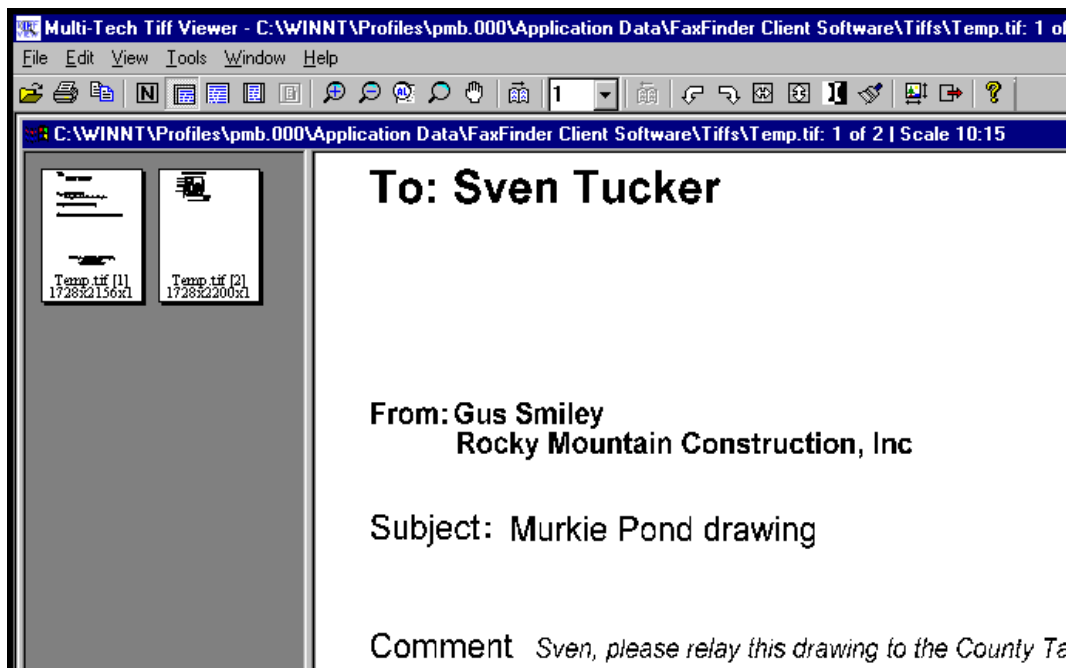 Multi-Tech Tiff Viewer - C:\WINNT\Profiles\pmb.000\Application Data\FaxFinder Client Software\Tiffs\Temp.tif: 1 of
File Edit View Tools Window Help
N 1
C:\WINNT\Profiles\pmb.000\Application Data\FaxFinder Client Software\Tiffs\Temp.tif: 1 of 2 | Scale 10:15
Temp.tif [1] Temp.tif [2]
1728x2156x1 1728x2200x1
To: Sven Tucker
From: Gus Smiley
Rocky Mountain Construction, Inc
Subject: Murkie Pond drawing
Comment Sven, please relay this drawing to the County Ta